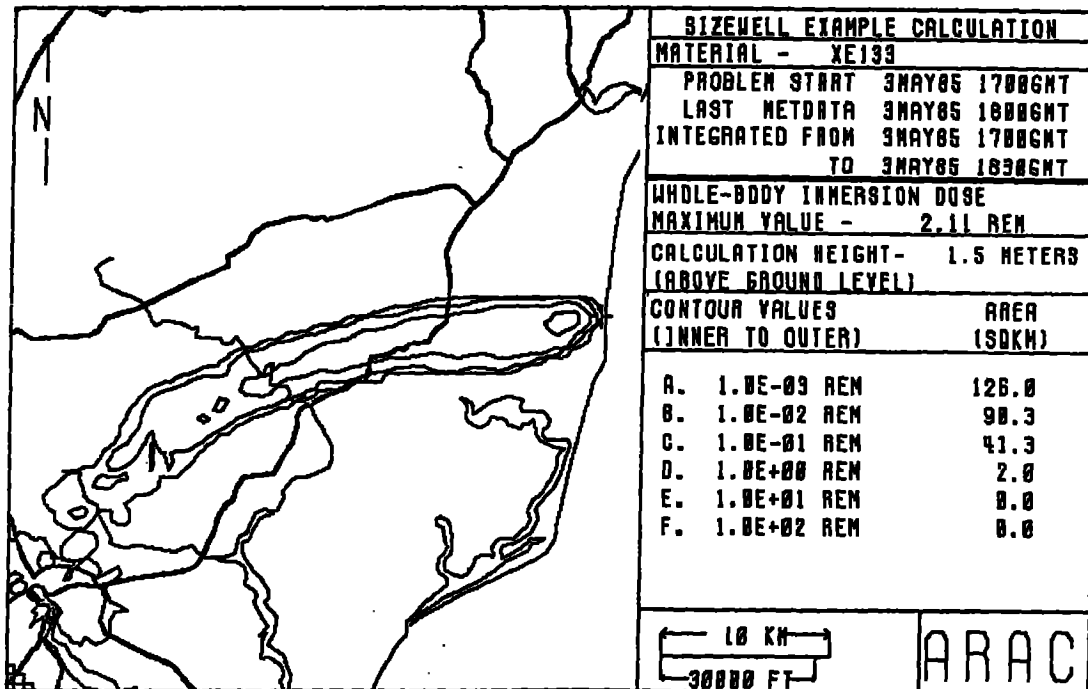 N
SIZEWELL EXAMPLE CALCULATION
MATERIAL - XE133
PROBLEM START 3MAY85 1700GMT
LAST METDATA 3MAY85 1800GMT
INTEGRATED FROM 3MAY85 1700GMT
TO 3MAY85 1830GMT
WHOLE-BODY IMMERSION DOSE
MAXIMUM VALUE - 2.11 REM
CALCULATION HEIGHT- 1.5 METERS
(ABOVE GROUND LEVEL)
CONTOUR VALUES AREA
(INNER TO OUTER) (SQKM)
A. 1.0E-03 REM 126.0
B. 1.0E-02 REM 90.3
C. 1.0E-01 REM 41.3
D. 1.0E+00 REM 2.0
E. 1.0E+01 REM 0.0
F. 1.0E+02 REM 0.0
10 KM
30000 FT
ARAC